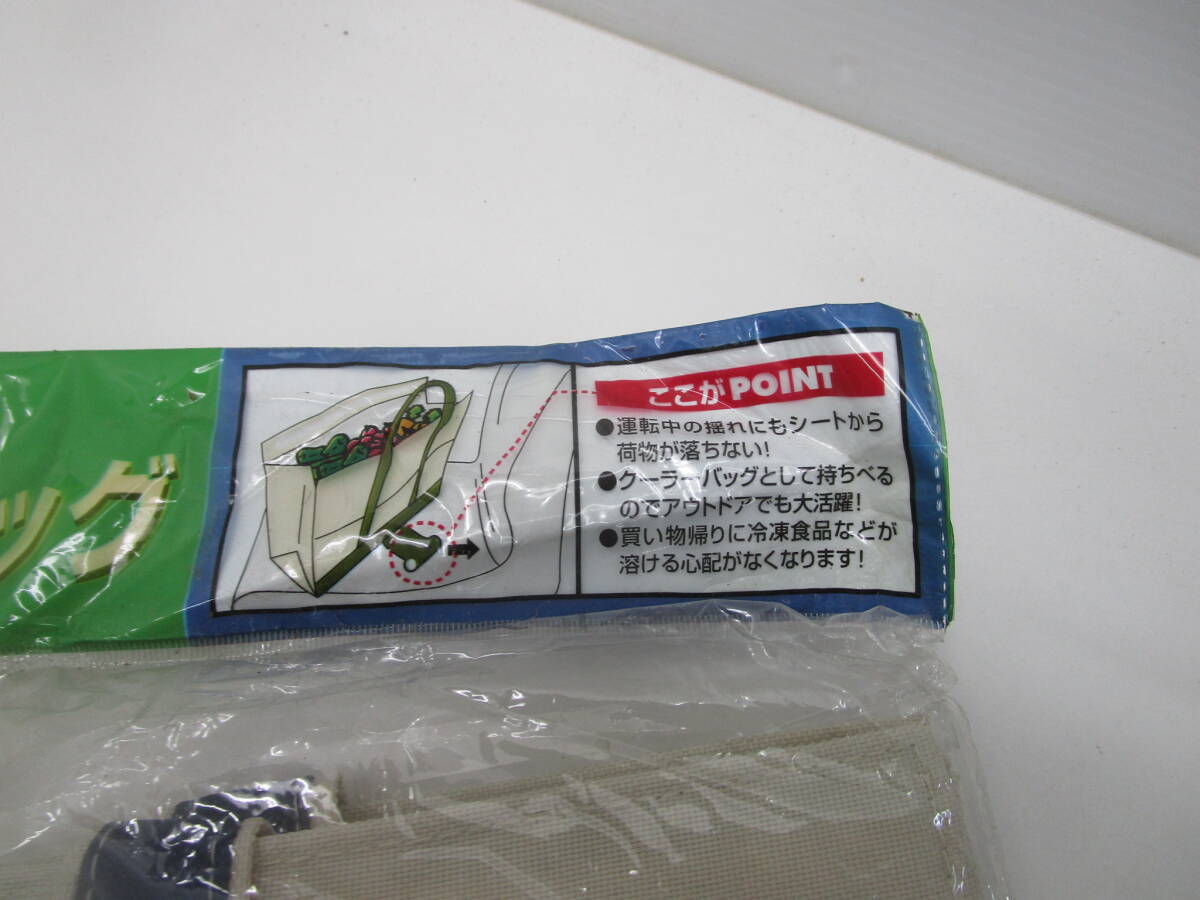 ッグ
ここがPOINT
●運転中の揺れにもシートから
荷物が落ちない!
●クーラーバッグとして持ちべる
のでアウトドアでも大活躍!
●買い物帰りに冷凍食品などが
溶ける心配がなくなります!